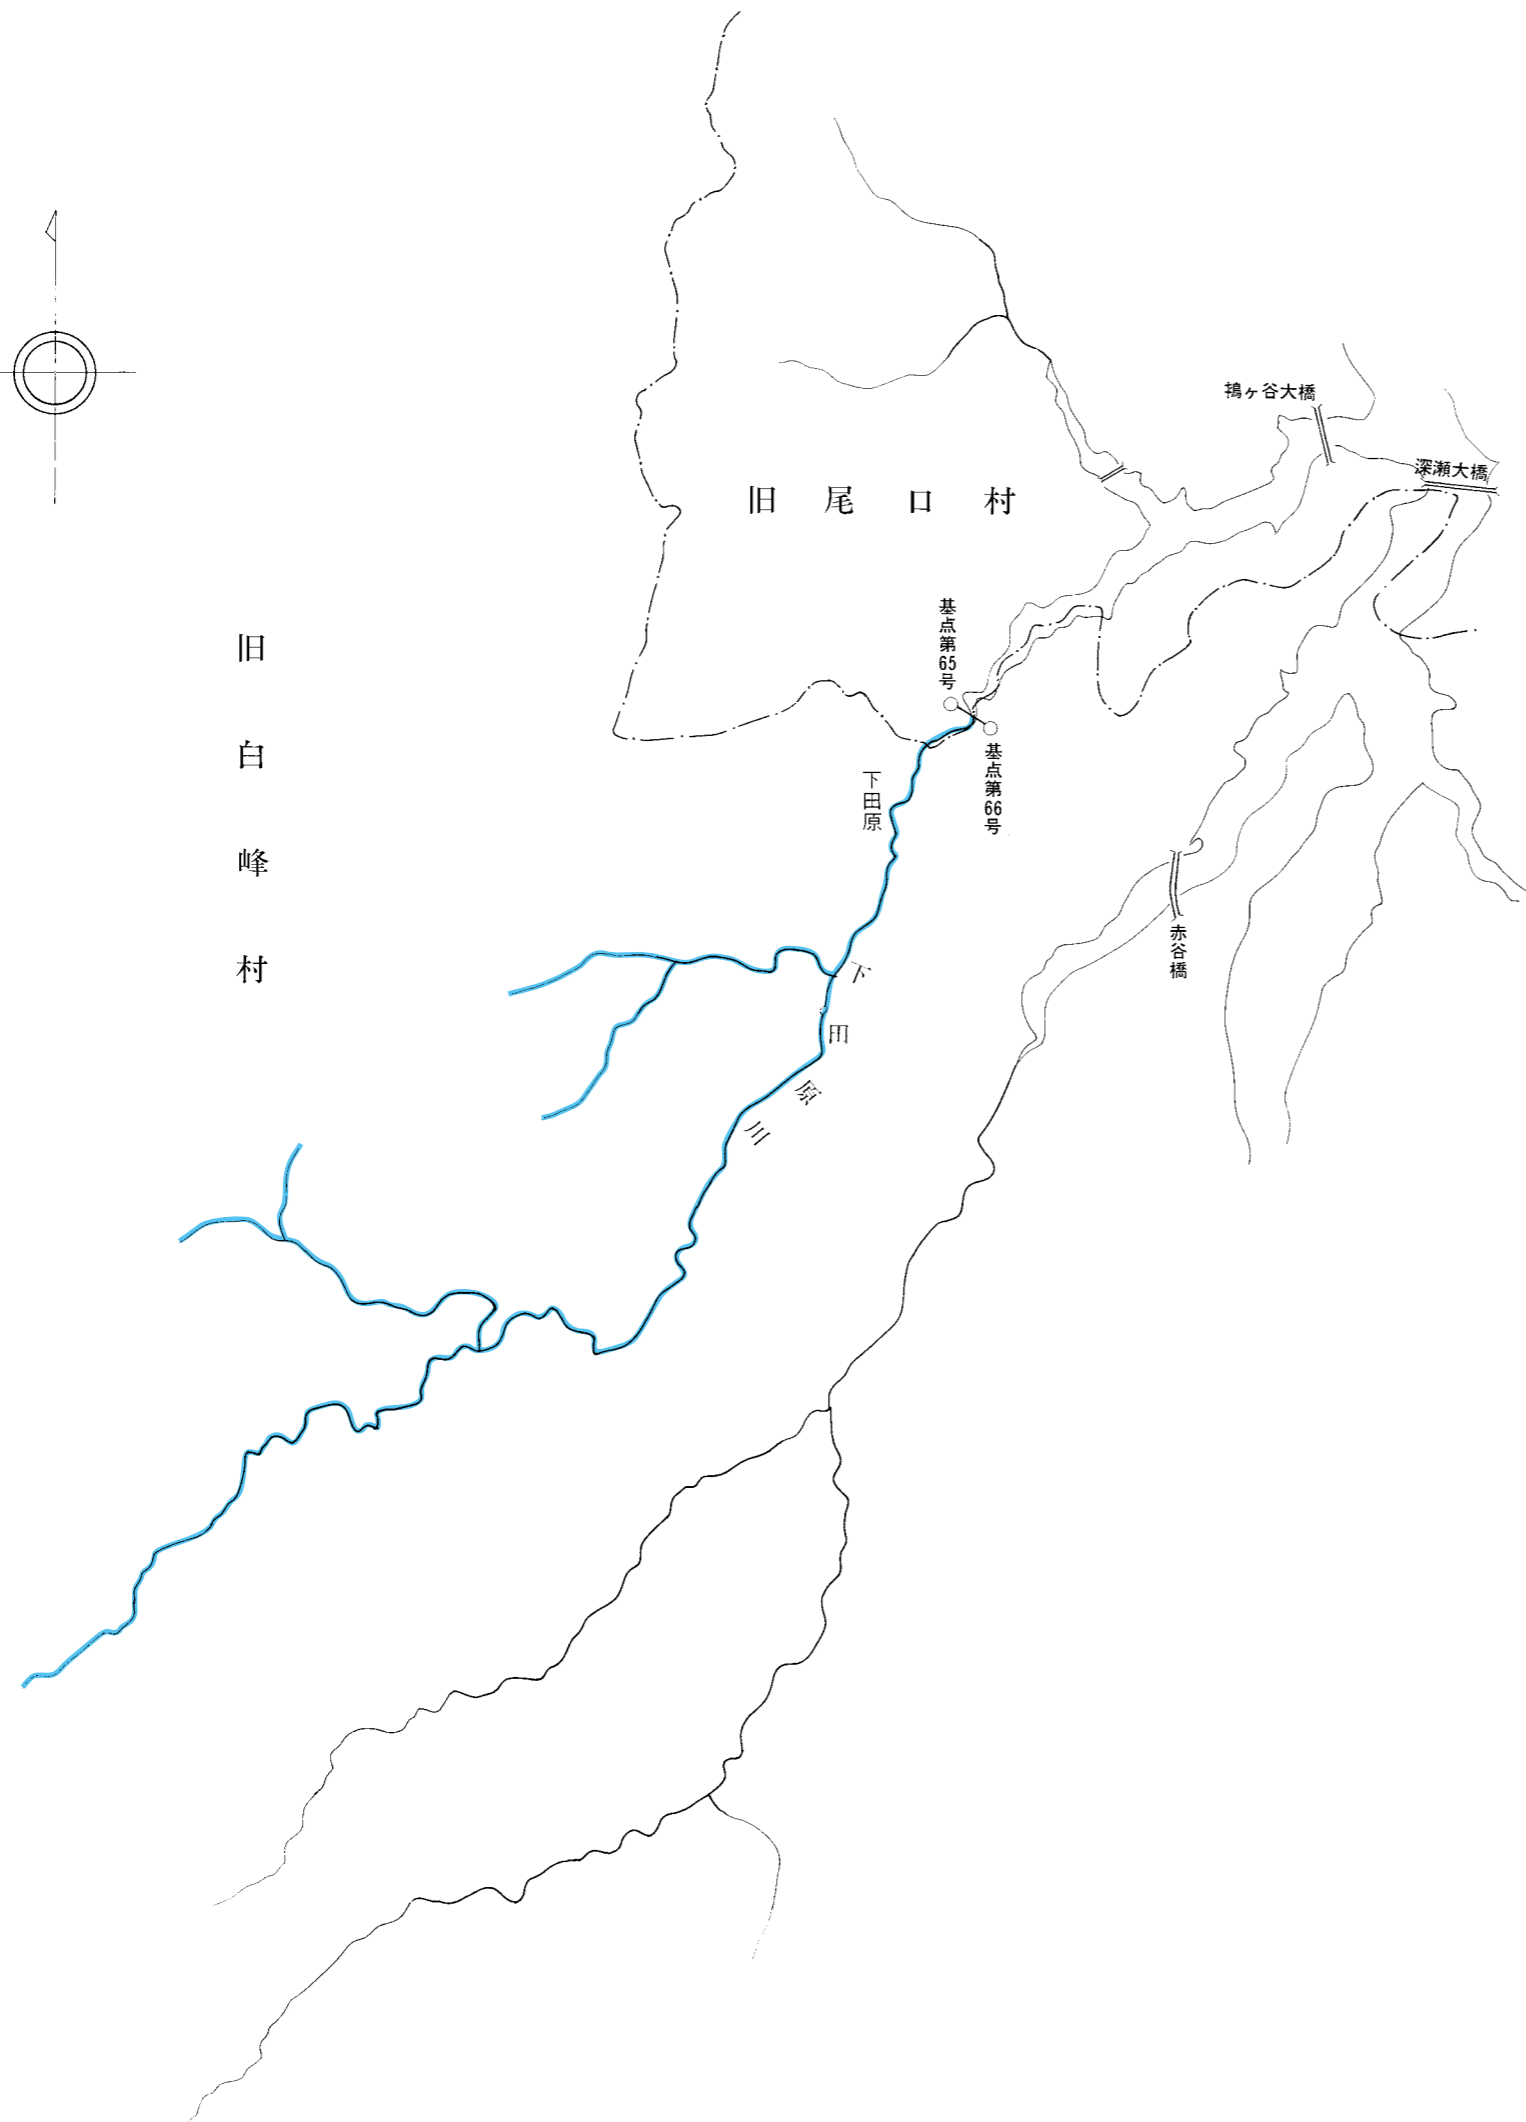 鴇ヶ谷大橋
深瀬大橋
旧尾口村
基点第65号
旧白峰村
基点第66号
下田原
赤谷橋
下田原川